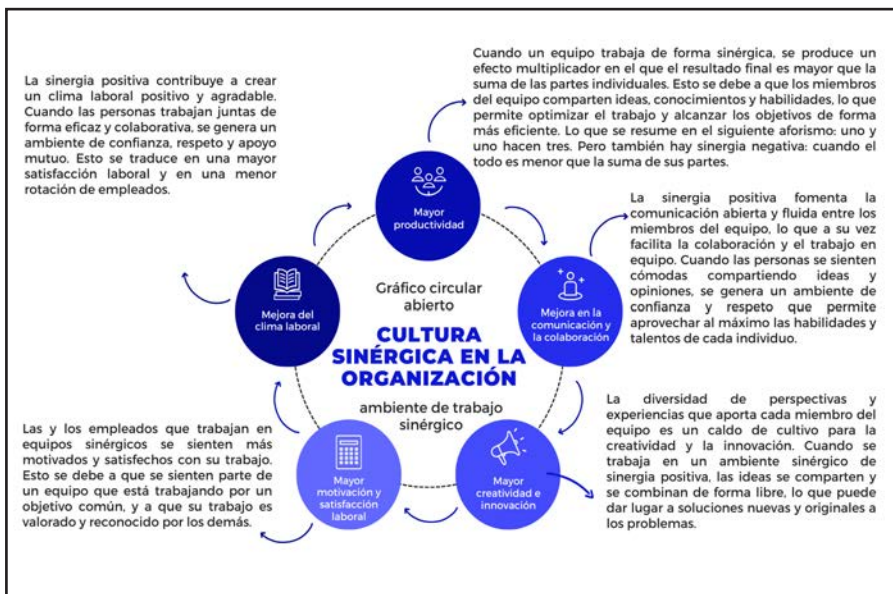 La sinergia positiva contribuye a crear
un clima laboral positivo y agradable.
Cuando las personas trabajan juntas de
forma eficaz y colaborativa, se genera un
ambiente de confianza, respeto y apoyo
mutuo. Esto se traduce en una mayor
satisfacción laboral y en una menor
rotación de empleados.
Cuando un equipo trabaja de forma sinérgica, se produce un
efecto multiplicador en el que el resultado final es mayor que la
suma de las partes individuales. Esto se debe a que los miembros
del equipo comparten ideas, conocimientos y habilidades, lo que
permite optimizar el trabajo y alcanzar los objetivos de forma
más eficiente. Lo que se resume en el siguiente aforismo: uno y
uno hacen tres. Pero también hay sinergia negativa: cuando el
todo es menor que la suma de sus partes.
Mayor
productividad
La sinergia positiva fomenta la
comunicación abierta y fluida entre los
miembros del equipo, lo que a su vez
facilita la colaboración y el trabajo en
equipo. Cuando las personas se sienten
cómodas compartiendo ideas y
opiniones, se genera un ambiente de
confianza y respeto que permite
aprovechar al máximo las habilidades y
talentos de cada individuo.
Mejora del
clima laboral
Gráfico circular
abierto
Mejora en la
comunicación y
la colaboración
CULTURA
SINÉRGICA EN LA
ORGANIZACIÓN
ambiente de trabajo
sinérgico
Las y los empleados que trabajan en
equipos sinérgicos se sienten más
motivados y satisfechos con su trabajo.
Esto se debe a que se sienten parte de
un equipo que está trabajando por un
objetivo común, y a que su trabajo es
valorado y reconocido por los demás.
Mayor
motivación y
satisfacción
laboral
Mayor
creatividad e
innovación
La diversidad de perspectivas y
experiencias que aporta cada miembro del
equipo es un caldo de cultivo para la
creatividad y la innovación. Cuando se
trabaja en un ambiente sinérgico de
sinergia positiva, las ideas se comparten y
se combinan de forma libre, lo que puede
dar lugar a soluciones nuevas y originales a
los problemas.